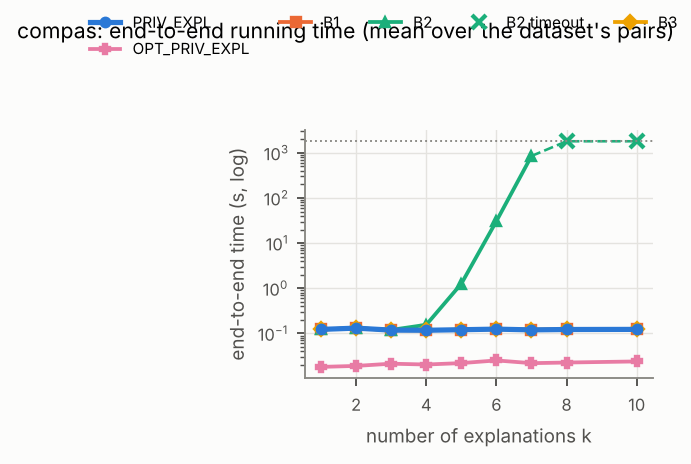 PRIV_EXPL B1 B2 B2 timeout B3
compas: end-to-end running time (mean over the dataset's pairs)
OPT_PRIV_EXPL
end-to-end time (s, log)
10³
10²
10¹
10⁰
10⁻¹
2 4 6 8 10
number of explanations k